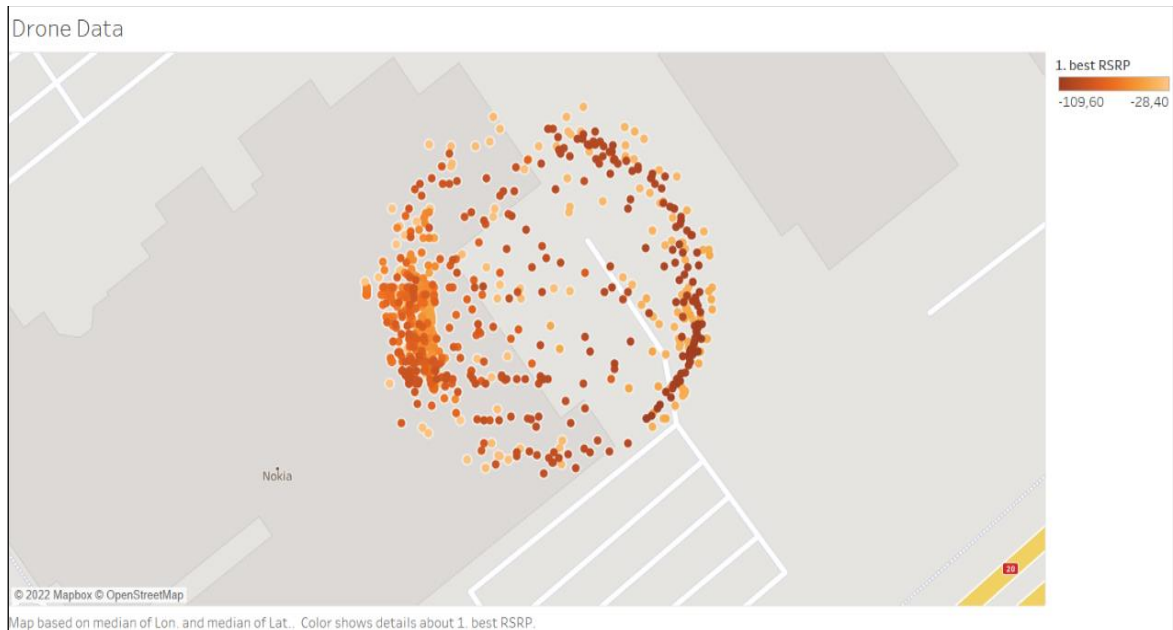 Drone Data
1. best RSRP
-109,60 -28,40
Nokia
20
© 2022 Mapbox © OpenStreetMap
Map based on median of Lon. and median of Lat.. Color shows details about 1. best RSRP.